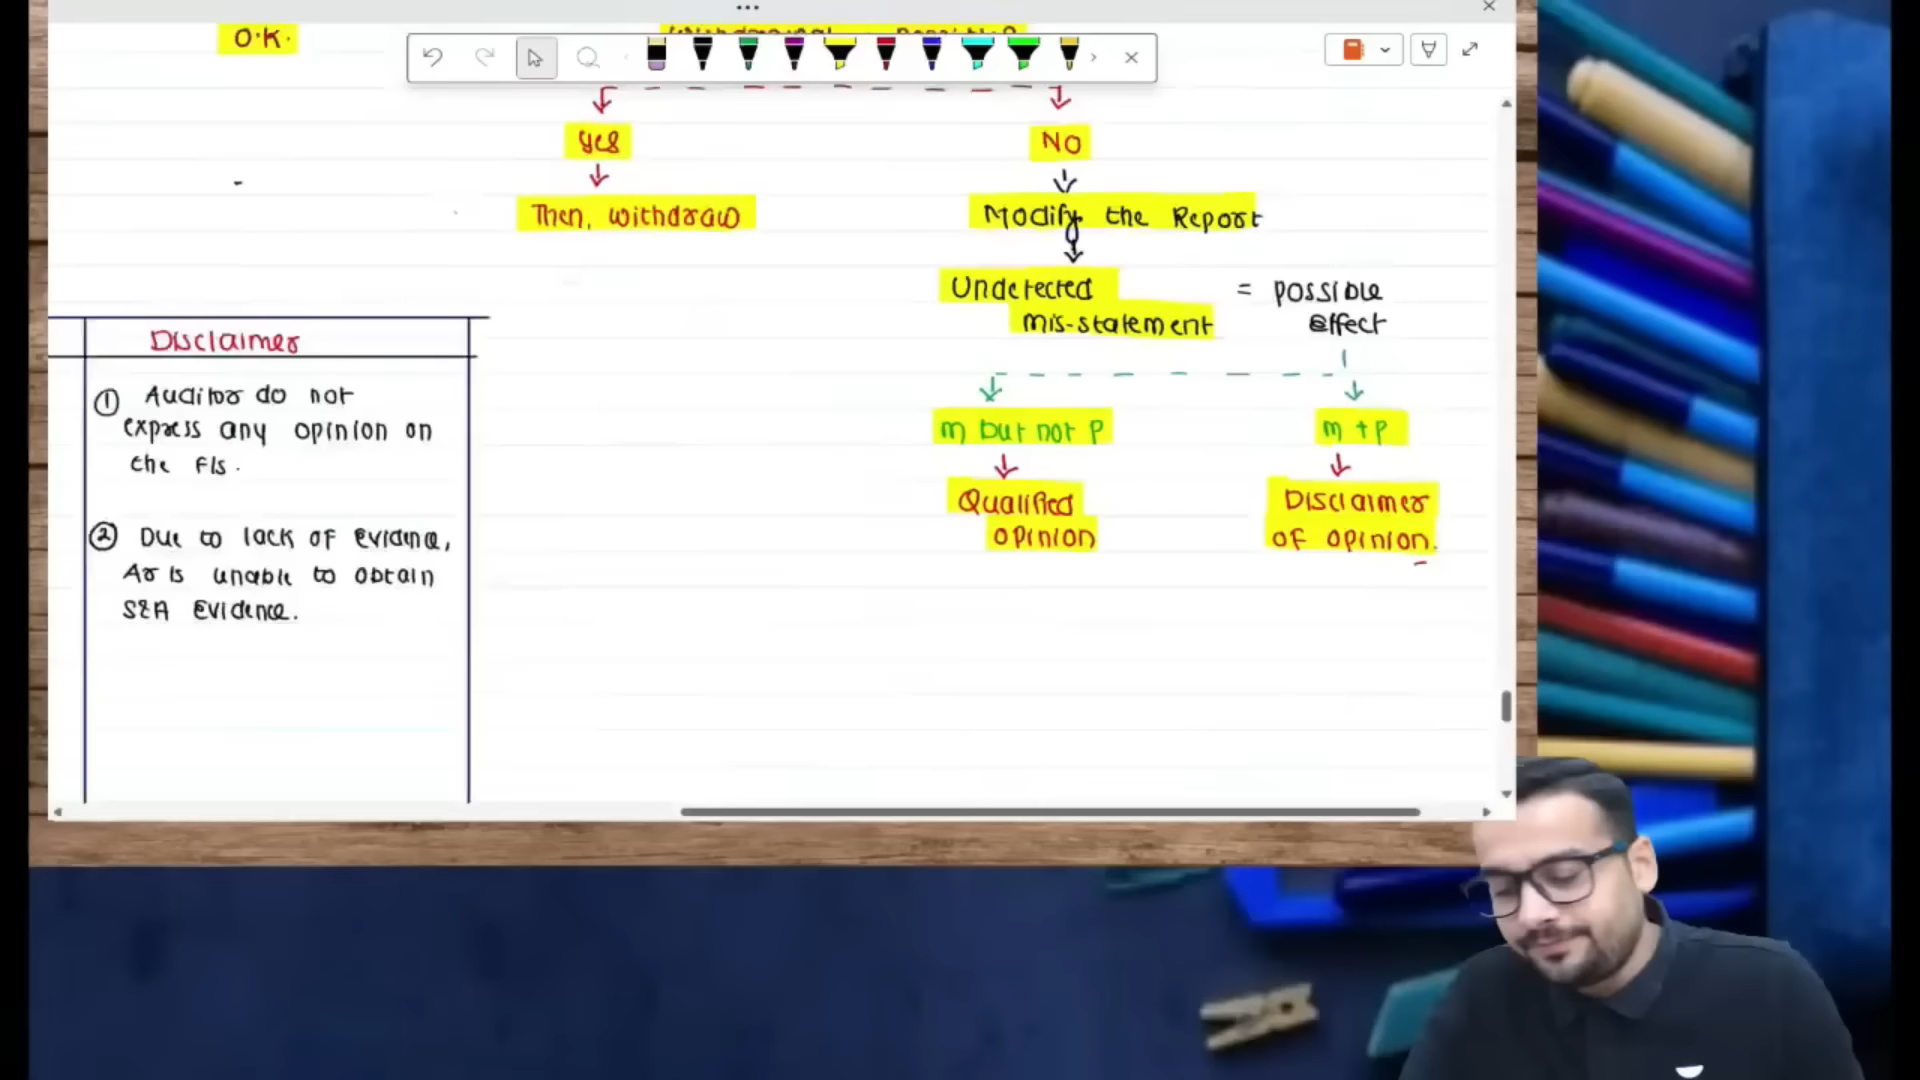 O.K.
Yes
NO
Then, withdraw
Modify the Report
Undetected
mis-statement
= possible
effect
m but not P
m + P
Qualified
opinion
Disclaimer
of opinion.
Disclaimer
① Auditor do not
express any opinion on
the F/s.
② Due to lack of evidence,
Ar is unable to obtain
S&A Evidence.